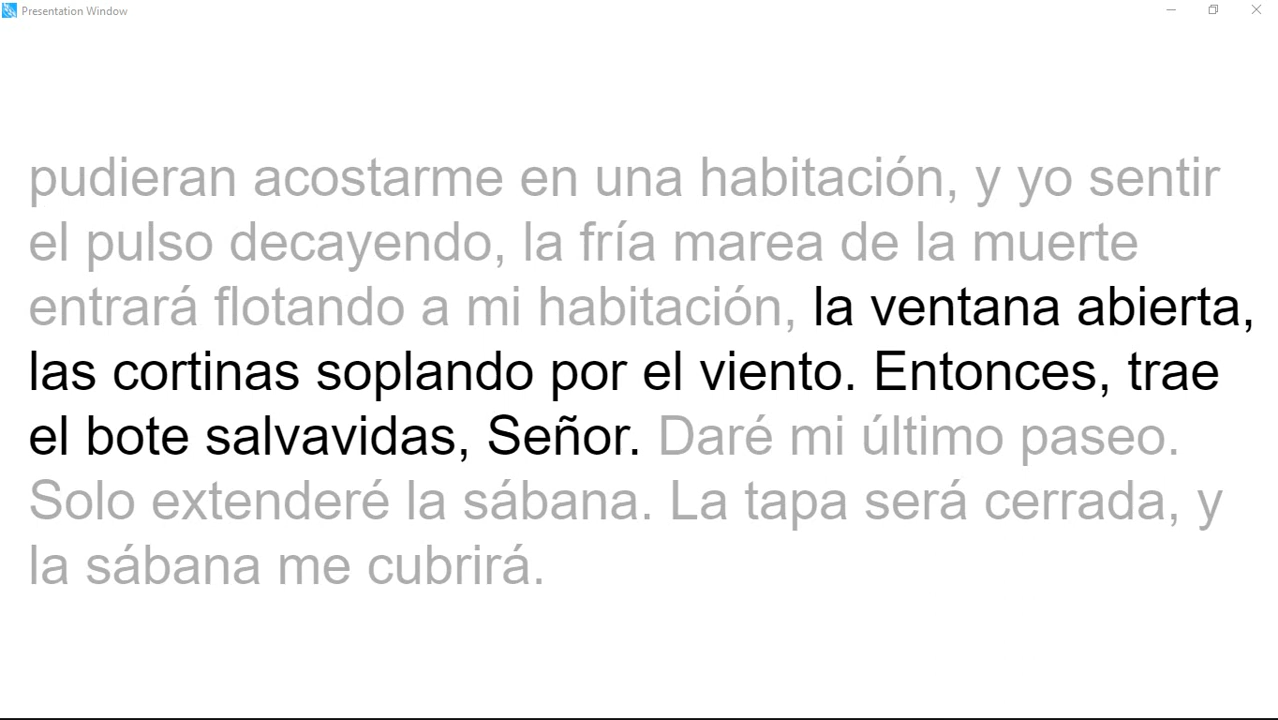 Presentation Window
pudieran acostarme en una habitación, y yo sentir
el pulso decayendo, la fría marea de la muerte
entrará flotando a mi habitación, la ventana abierta,
las cortinas soplando por el viento. Entonces, trae
el bote salvavidas, Señor. Daré mi último paseo.
Solo extenderé la sábana. La tapa será cerrada, y
la sábana me cubrirá.